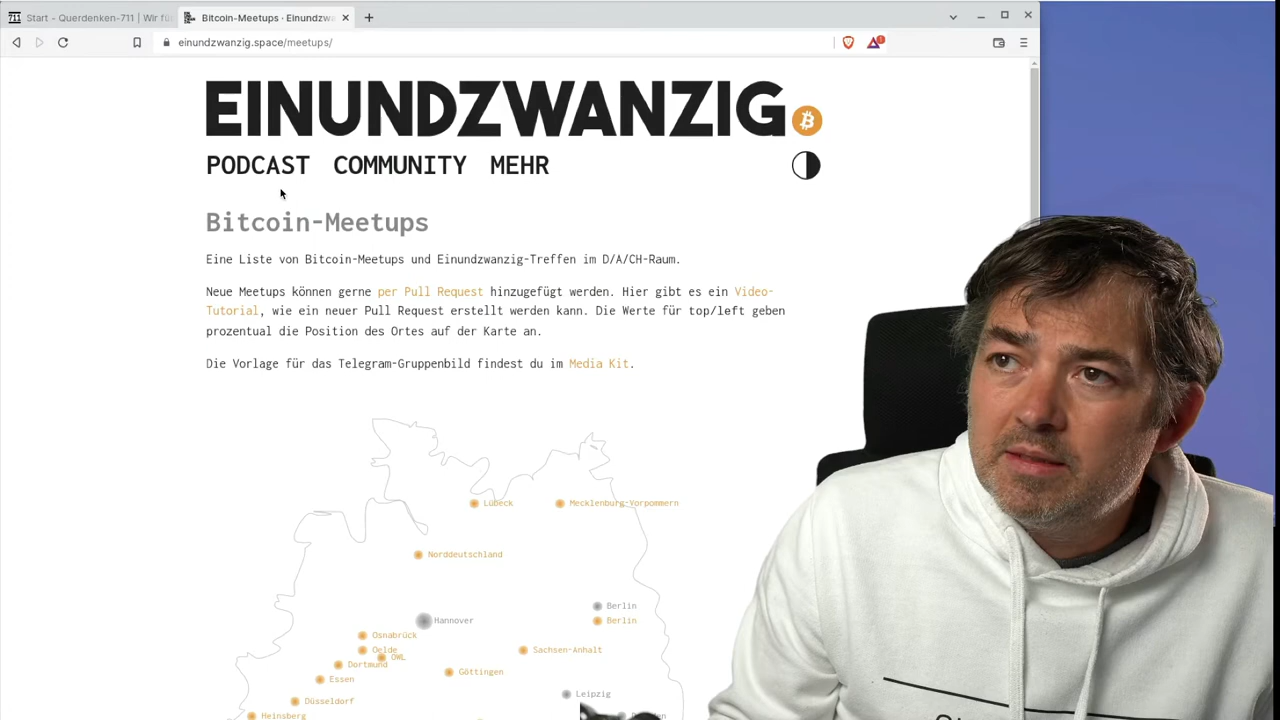 Start - Querdenken-711 | Wir fü
Bitcoin-Meetups · Einundzwa
einundzwanzig.space/meetups/
EINUNDZWANZIG
PODCAST COMMUNITY MEHR
Bitcoin-Meetups
Eine Liste von Bitcoin-Meetups und Einundzwanzig-Treffen im D/A/CH-Raum.
Neue Meetups können gerne per Pull Request hinzugefügt werden. Hier gibt es ein Video-
Tutorial, wie ein neuer Pull Request erstellt werden kann. Die Werte für top/left geben
prozentual die Position des Ortes auf der Karte an.
Die Vorlage für das Telegram-Gruppenbild findest du im Media Kit.
Lübeck
Mecklenburg-Vorpommern
Norddeutschland
Berlin
Hannover
Berlin
Osnabrück
Oelde
Sachsen-Anhalt
OWL
Dortmund
Göttingen
Essen
Leipzig
Düsseldorf
Heinsberg